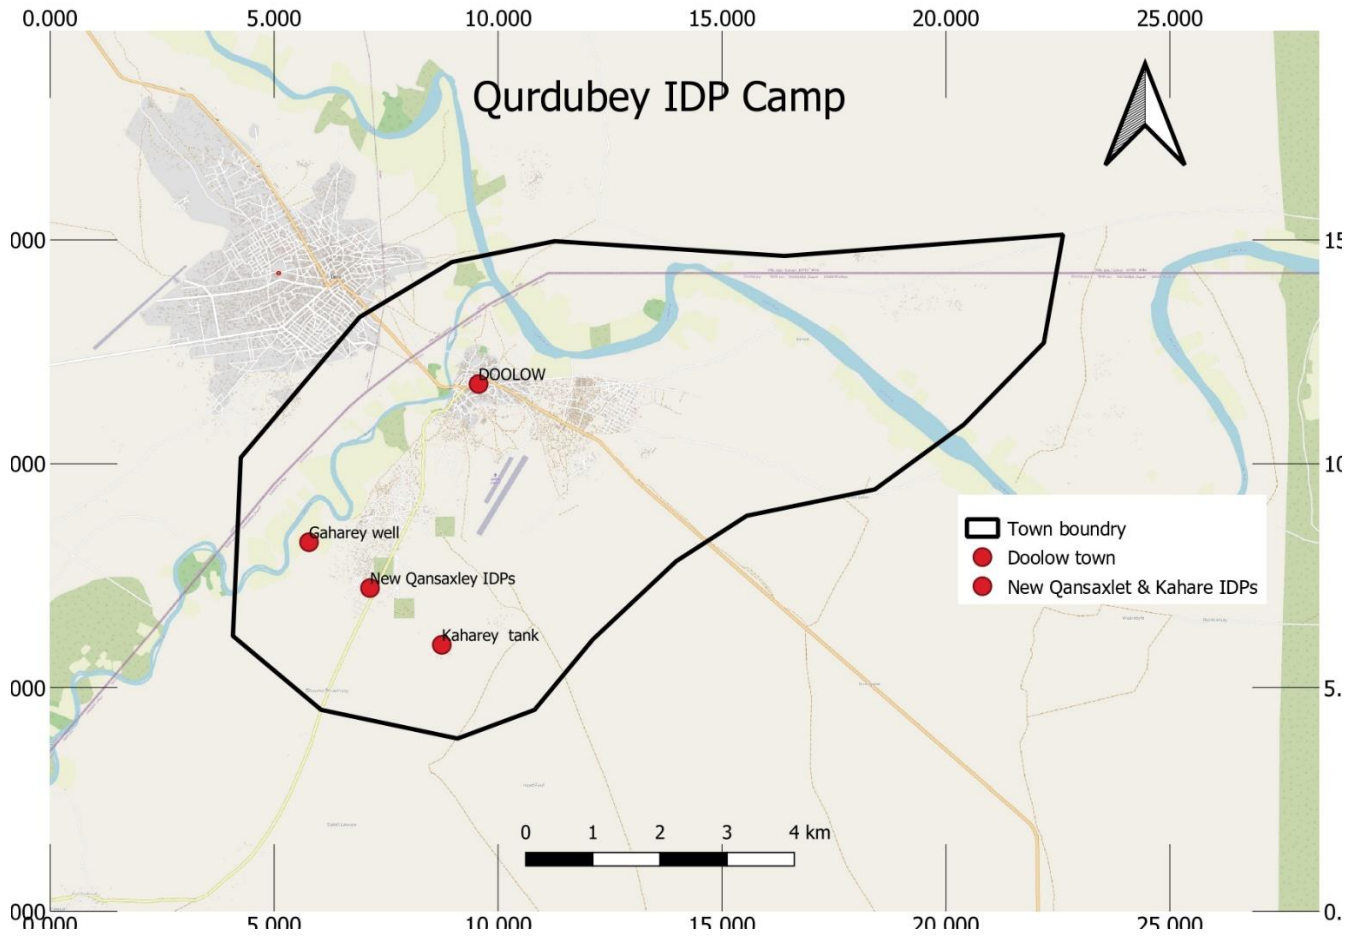 0.000 5.000 10.000 15.000 20.000 25.000
Qurdubey IDP Camp
000 15
DOOLOW
000 10
Gaharey well
Town boundry
Doolow town
New Qansaxley IDPs
New Qansaxlet & Kahare IDPs
Kaharey tank
000 5.
0 1 2 3 4 km
000 0.
0.000 5.000 10.000 15.000 20.000 25.000